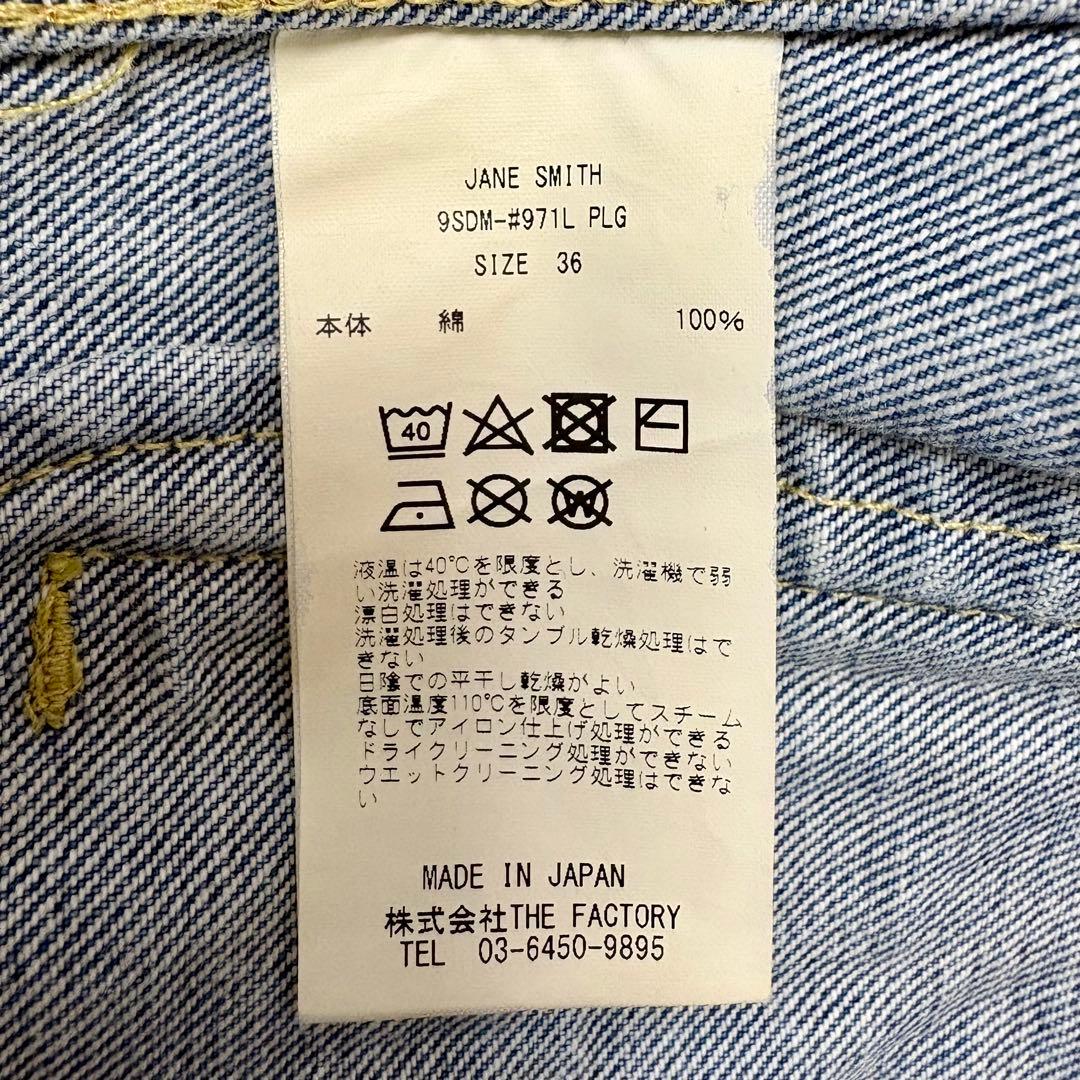 JANE SMITH
9SDM-#971L PLG
SIZE 36
本体 綿 100%
40
W
液温は40℃を限度とし、洗濯機で弱
い洗濯処理ができる
漂白処理はできない
洗濯処理後のタンブル乾燥処理はで
きない
日陰での平干し乾燥がよい
底面温度110℃を限度としてスチーム
なしでアイロン仕上げ処理ができる
ドライクリーニング処理ができない
ウエットクリーニング処理はできな
い
MADE IN JAPAN
株式会社THE FACTORY
TEL 03-6450-9895